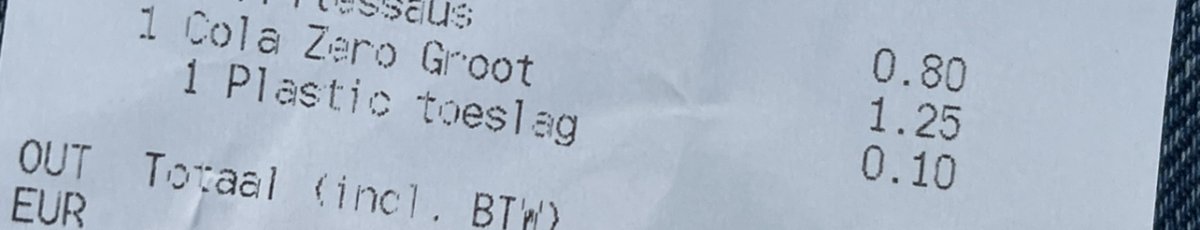 0.80
1 Cola Zero Groot 1.25
1 Plastic toeslag 0.10
OUT Totaal (incl. BTW)
EUR